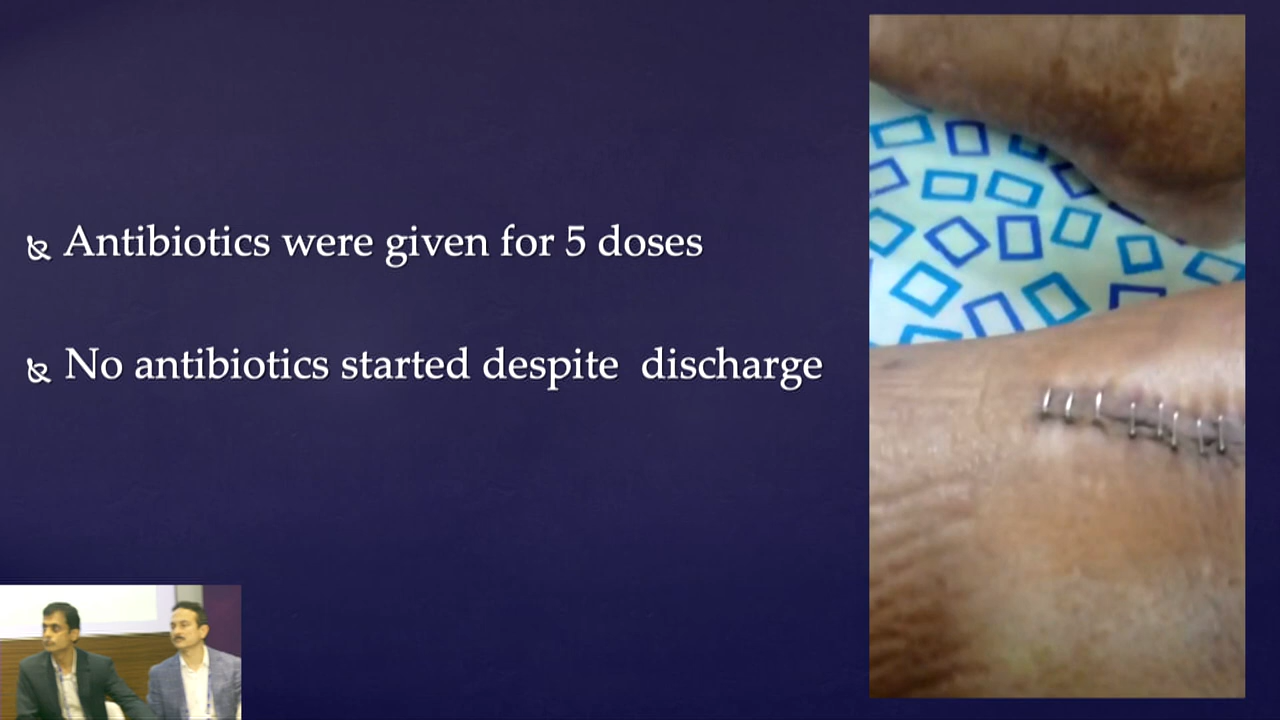 Antibiotics were given for 5 doses
No antibiotics started despite discharge